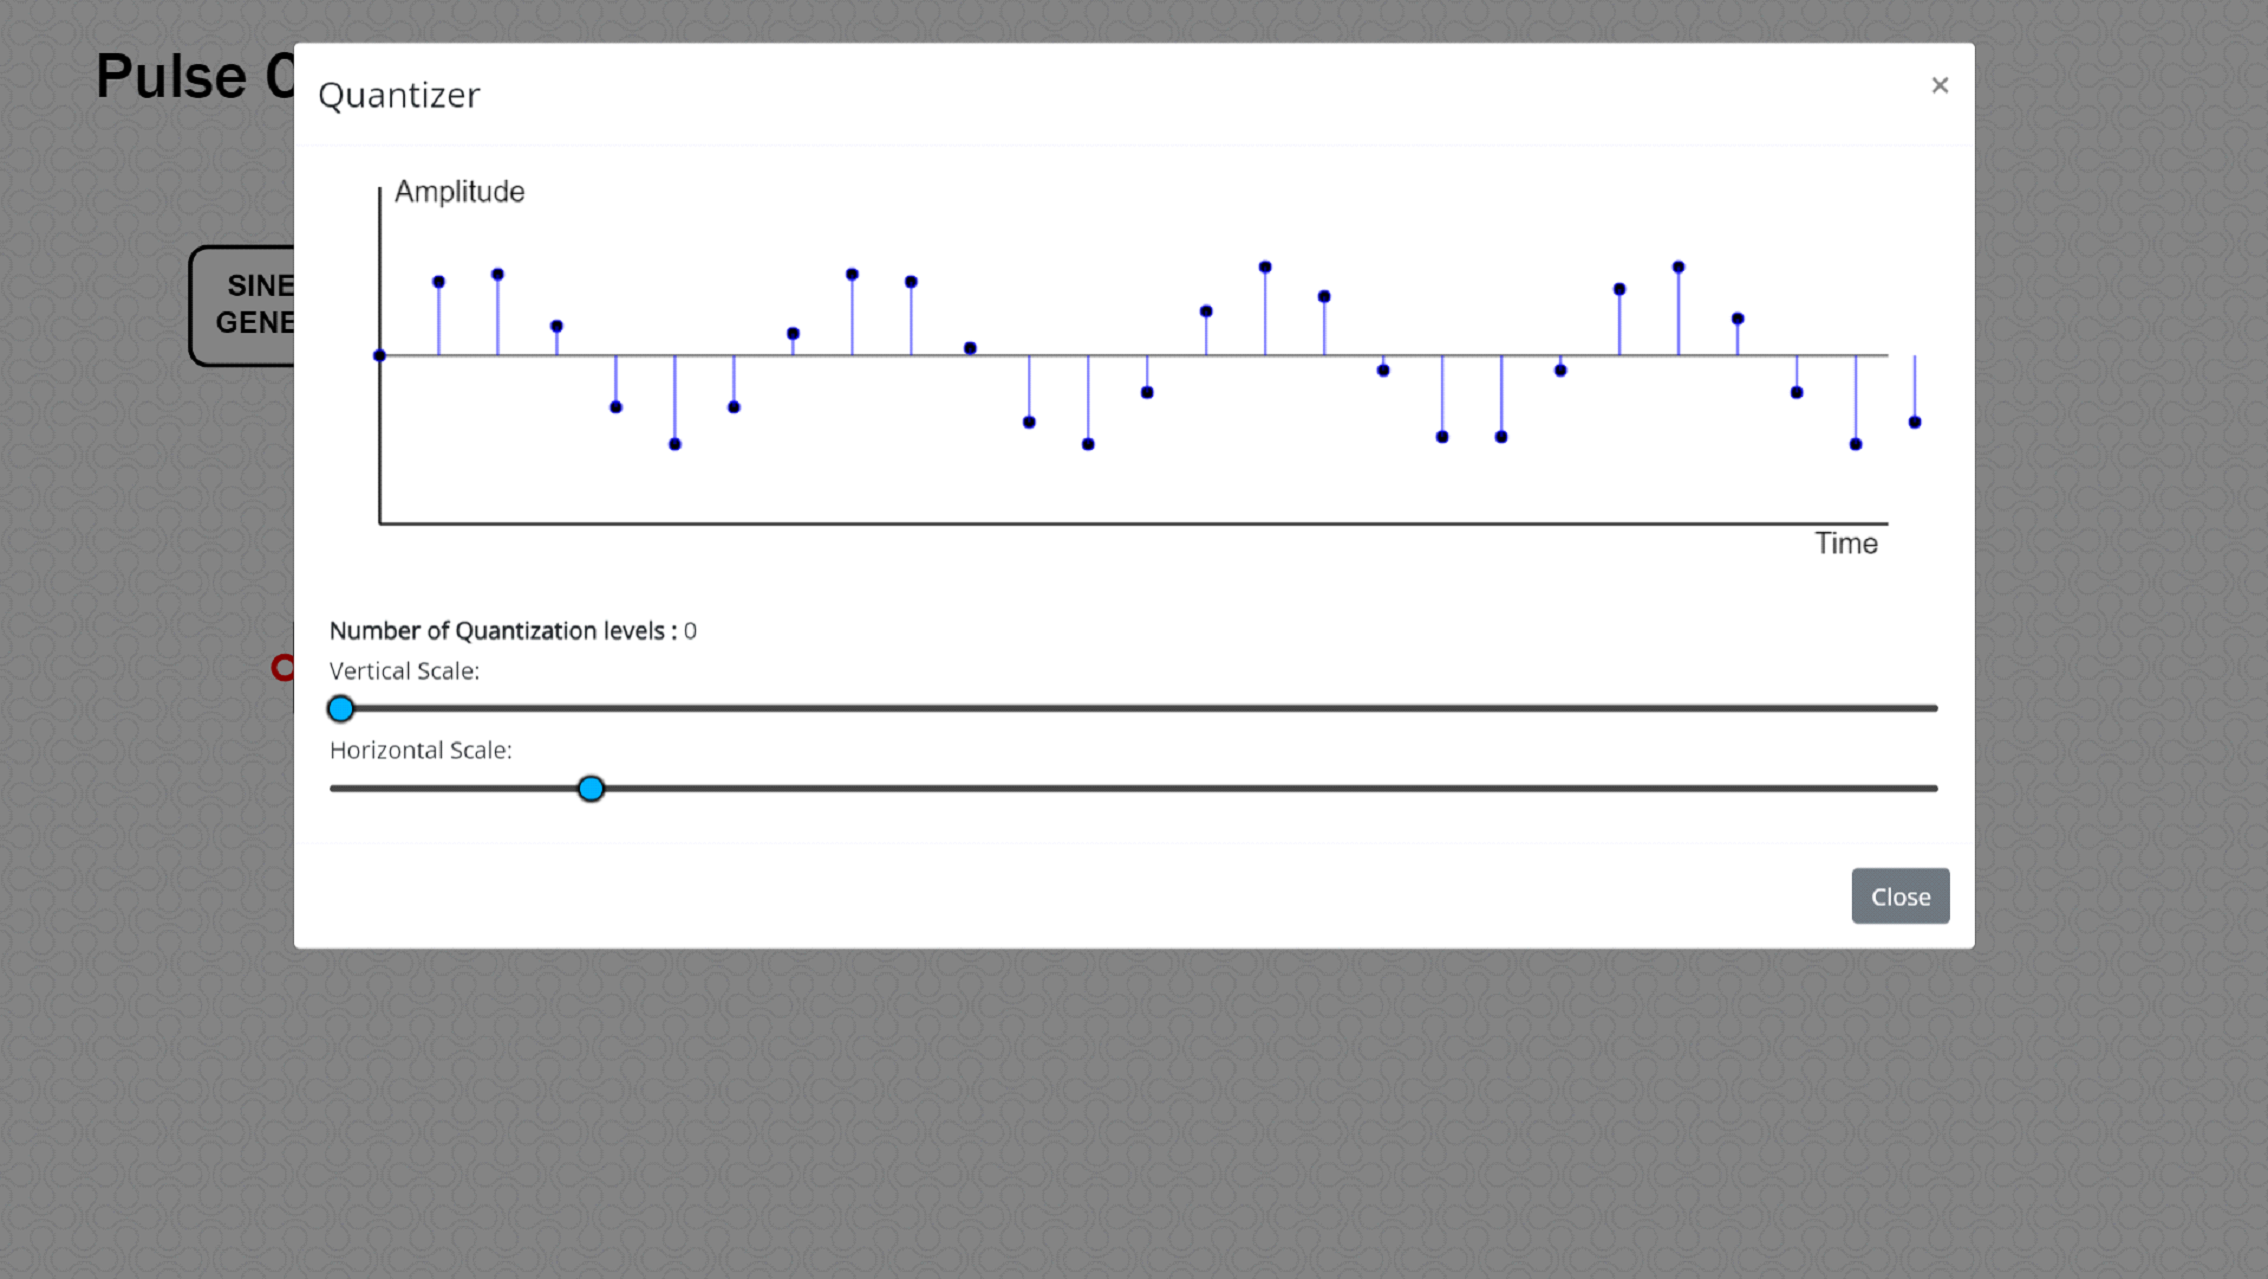 Pulse
Quantizer
×
Amplitude
SINE
GENE
Time
Number of Quantization levels : 0
Vertical Scale:
Horizontal Scale:
Close